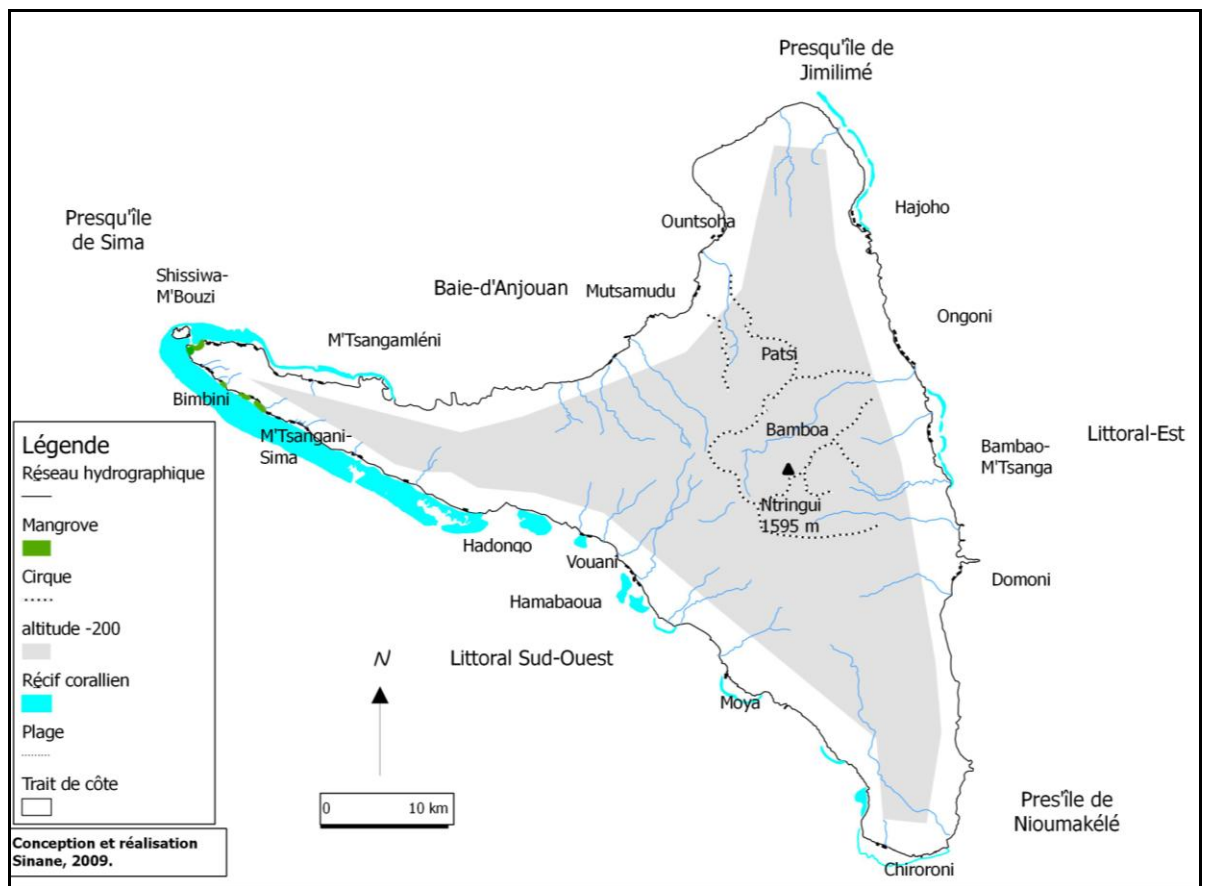 Presqu'île de
Jimilimé
Hajoho
Ountsoha
Presqu'île
de Sima
Shissiwa-
M'Bouzi
Baie-d'Anjouan
Mutsamudu
Ongoni
M'Tsangamléni
Patsi
Bimbini
Bamboa
M'Tsangani-
Sima
Bambao-
M'Tsanga
Littoral-Est
Ntringui
1595 m
Hadongo
Vouani
Domoni
Hamabaoua
Littoral Sud-Ouest
Moya
Pres'île de
Nioumakélé
Chiroroni
N
0 10 km
Légende
Réseau hydrographique
Mangrove
Cirque
altitude -200
Récif corallien
Plage
Trait de côte
Conception et réalisation
Sinane, 2009.